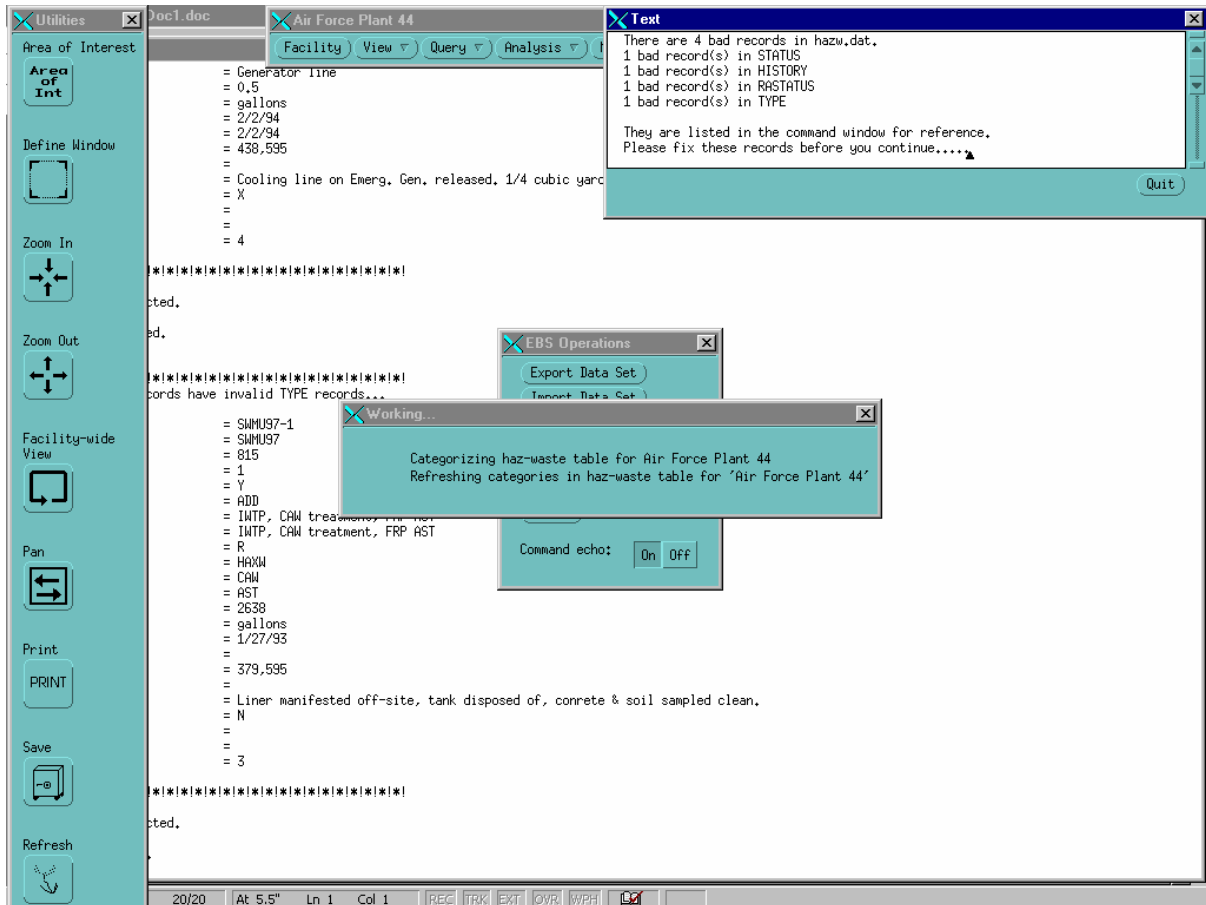 Utilities
Area of Interest
Area
of
Int
Define Window
Zoom In
Zoom Out
Facility-wide
View
Pan
Print
PRINT
Save
Refresh
Doc1.doc
Air Force Plant 44
Facility
View
Query
Analysis
Text
There are 4 bad records in hazw.dat.
1 bad record(s) in STATUS
1 bad record(s) in HISTORY
1 bad record(s) in RASTATUS
1 bad record(s) in TYPE
They are listed in the command window for reference.
Please fix these records before you continue.....
Quit
= Generator line
= 0.5
= gallons
= 2/2/94
= 2/2/94
= 438,595
=
= Cooling line on Emerg. Gen. released. 1/4 cubic yard
= X
=
=
= 4
!*!*!*!*!*!*!*!*!*!*!*!*!*!*!*!*!*!*!
cted.
ed.
!*!*!*!*!*!*!*!*!*!*!*!*!*!*!*!*!*!*!
cords have invalid TYPE records...
EBS Operations
Export Data Set
Import Data Set
Working...
Categorizing haz-waste table for Air Force Plant 44
Refreshing categories in haz-waste table for 'Air Force Plant 44'
Command echo:
On
Off
= SWMU97-1
= SWMU97
= 815
= 1
= Y
= ADD
= IWTP, CAW treatment, FRP AST
= IWTP, CAW treatment, FRP AST
= R
= HAXW
= CAW
= AST
= 2638
= gallons
= 1/27/93
=
= 379,595
=
= Liner manifested off-site, tank disposed of, conrete & soil sampled clean.
= N
=
=
= 3
!*!*!*!*!*!*!*!*!*!*!*!*!*!*!*!*!*!*!
cted.
.
20/20 At 5.5" Ln 1 Col 1 REC TRK EXT OVR WPH